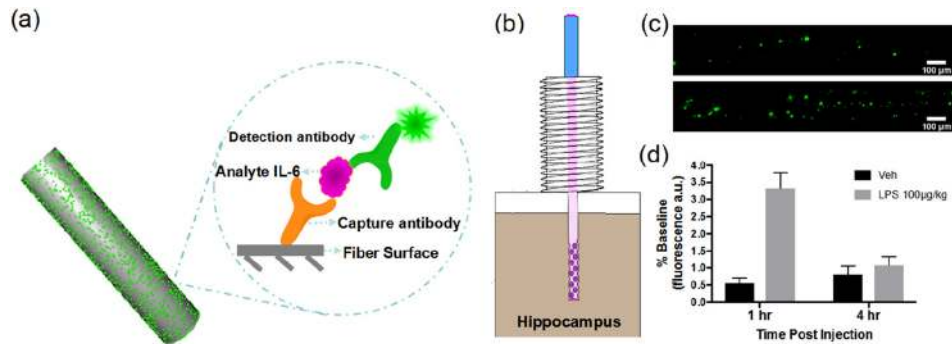 (a)
Detection antibody
Analyte IL-6
Capture antibody
Fiber Surface
(b)
Hippocampus
(c)
100 µm
100 µm
(d)
Veh
LPS 100µg/kg
% Baseline
(fluorescence a.u.)
4.0
3.5
3.0
2.5
2.0
1.5
1.0
0.5
0.0
1 hr
4 hr
Time Post Injection